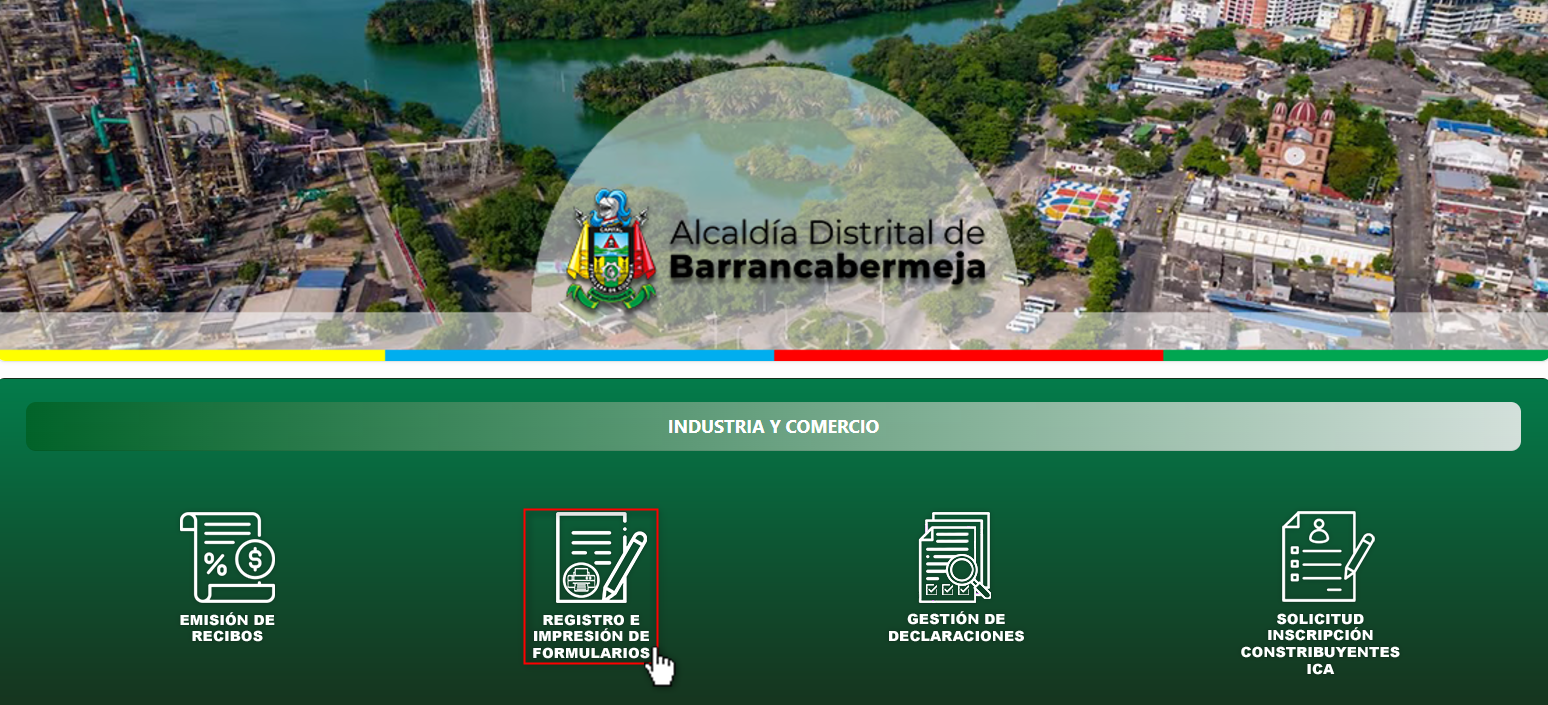 CAPITAL
Alcaldía Distrital de
Barrancabermeja
INDUSTRIA Y COMERCIO
EMISIÓN DE
RECIBOS
REGISTRO E
IMPRESIÓN DE
FORMULARIOS
GESTIÓN DE
DECLARACIONES
SOLICITUD
INSCRIPCIÓN
CONSTRIBUYENTES
ICA